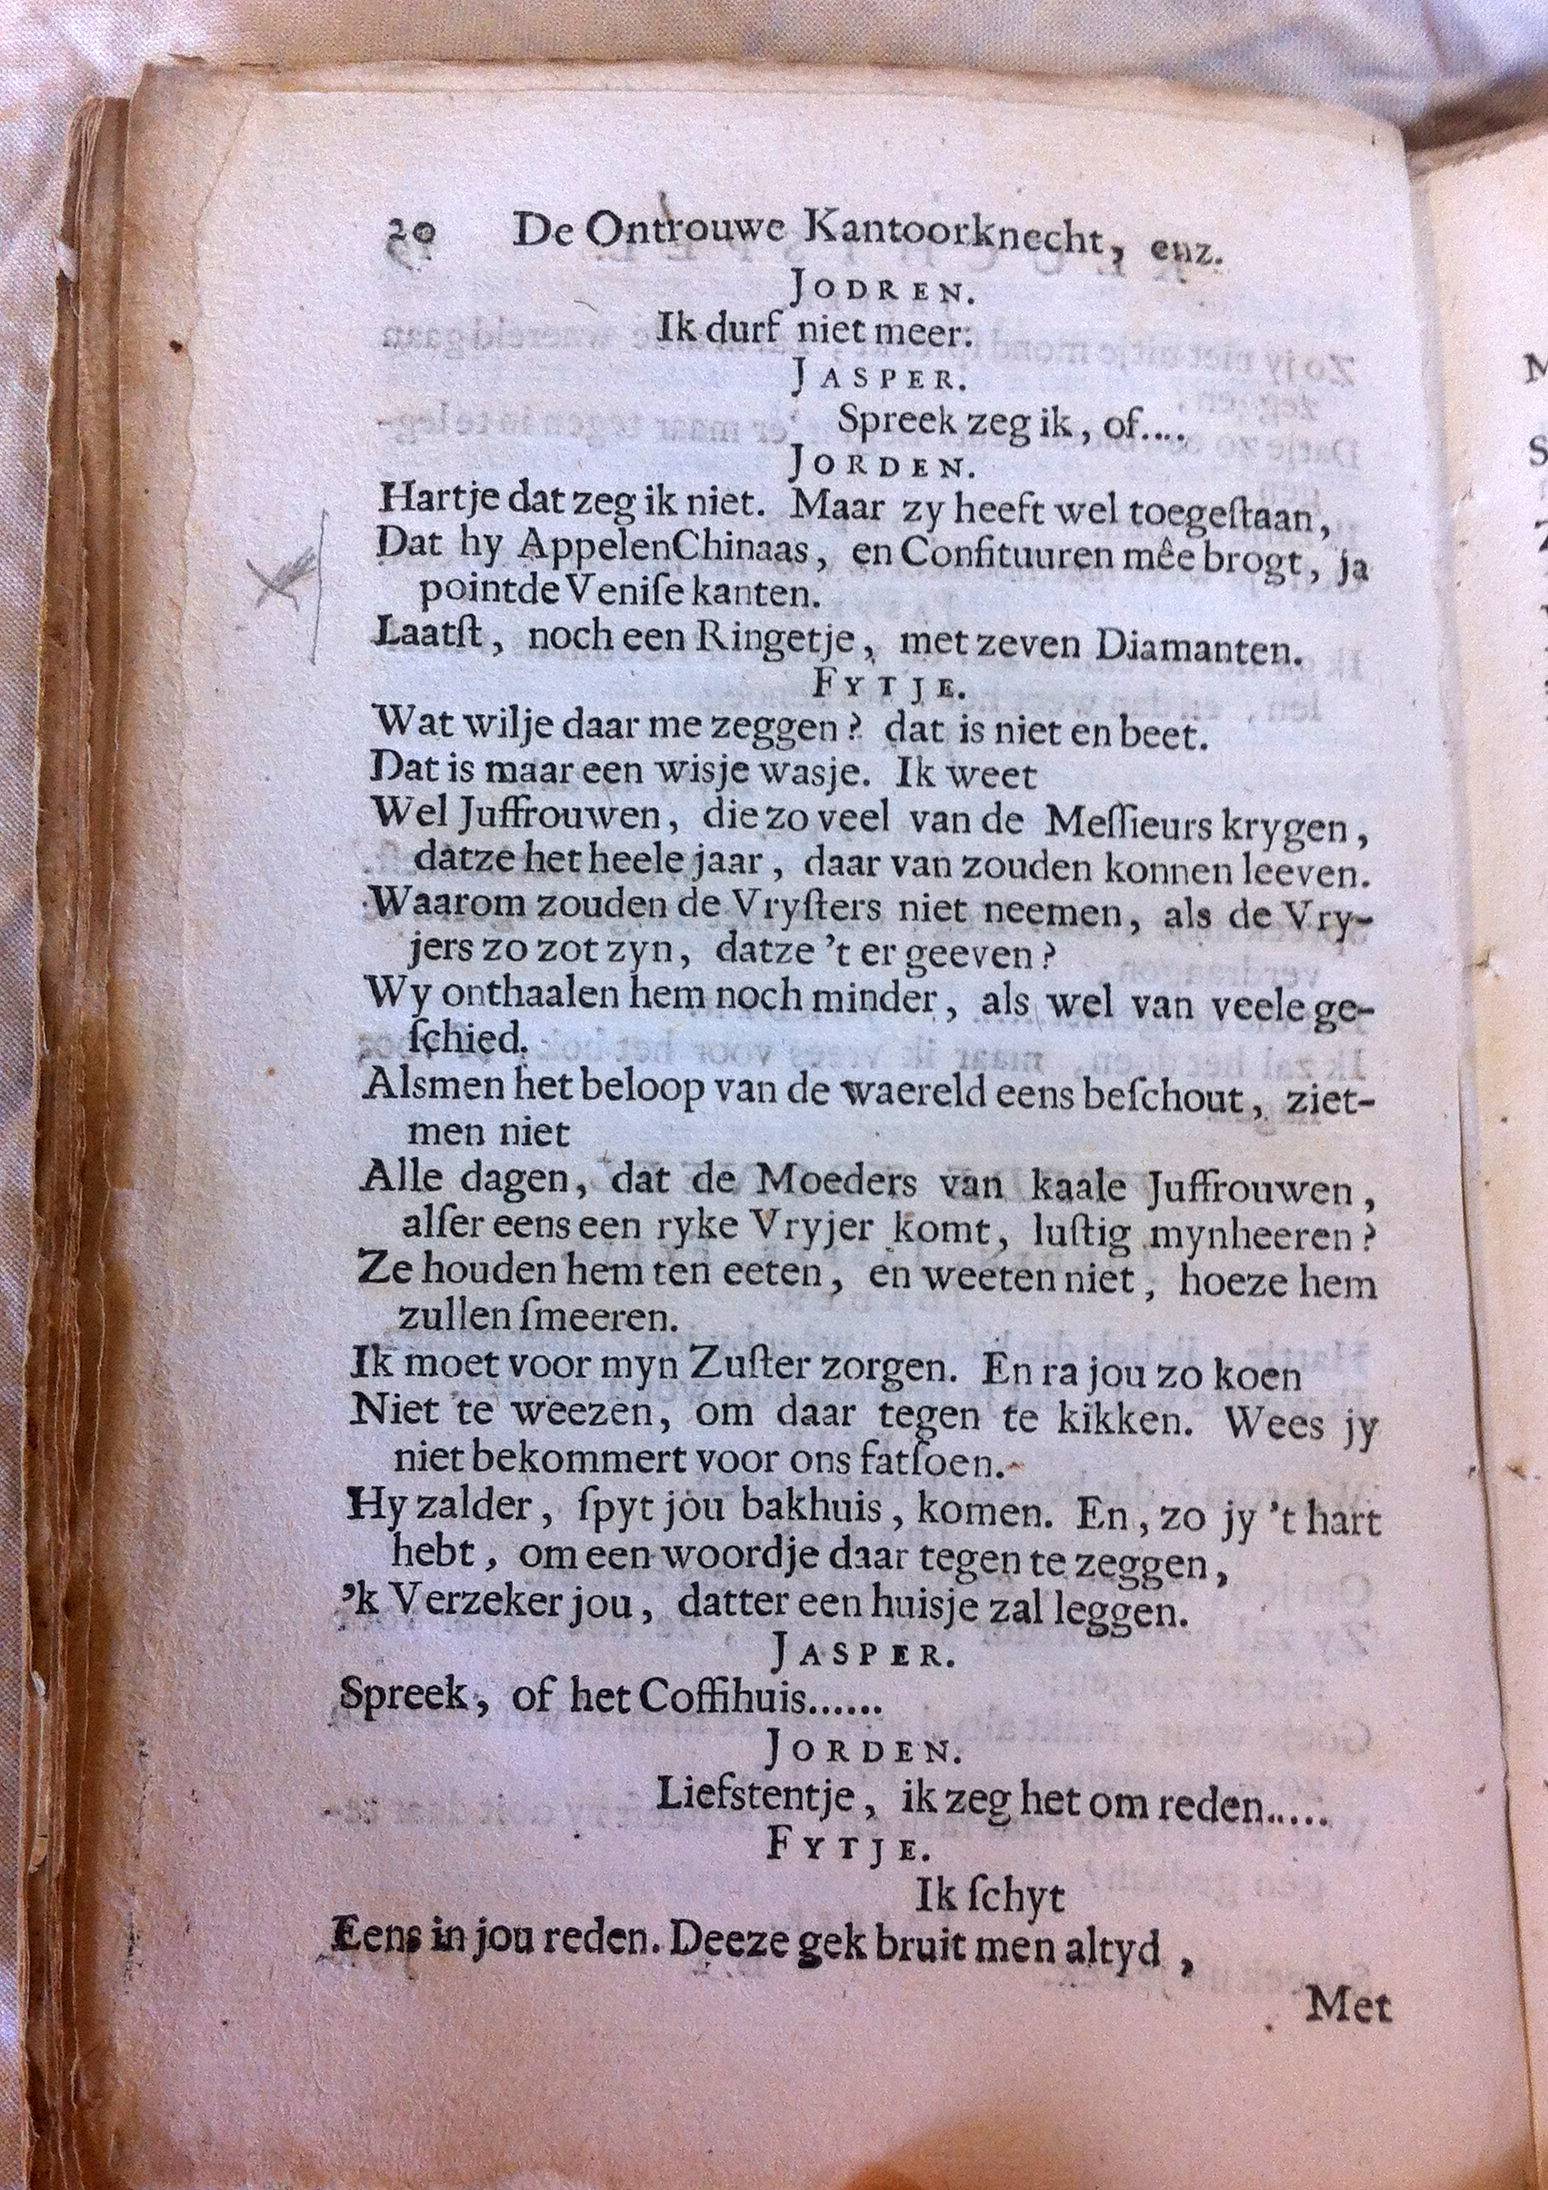 20 De Ontrouwe Kantoorknecht, enz.
JODREN.
Ik durf niet meer.
JASPER.
Spreek zeg ik, of....
JORDEN.
Hartje dat zeg ik niet. Maar zy heeft wel toegeſtaan,
Dat hy AppelenChinaas, en Confituuren mêe brogt, ja
pointde Veniſe kanten.
Laatſt, noch een Ringetje, met zeven Diamanten.
FYTJE.
Wat wilje daar me zeggen? dat is niet en beet.
Dat is maar een wisje wasje. Ik weet
Wel Juffrouwen, die zo veel van de Meſſieurs krygen,
datze het heele jaar, daar van zouden konnen leeven.
Waarom zouden de Vryſters niet neemen, als de Vry-
jers zo zot zyn, datze 't er geeven?
Wy onthaalen hem noch minder, als wel van veele ge-
ſchied.
Alsmen het beloop van de waereld eens beſchout, ziet-
men niet
Alle dagen, dat de Moeders van kaale Juffrouwen,
alſer eens een ryke Vryjer komt, luſtig mynheeren?
Ze houden hem ten eeten, en weeten niet, hoeze hem
zullen ſmeeren.
Ik moet voor myn Zuſter zorgen. En ra jou zo koen
Niet te weezen, om daar tegen te kikken. Wees jy
niet bekommert voor ons fatſoen.
Hy zalder, ſpyt jou bakhuis, komen. En, zo jy 't hart
hebt, om een woordje daar tegen te zeggen,
'k Verzeker jou, datter een huisje zal leggen.
JASPER.
Spreek, of het Coffihuis......
JORDEN.
Liefstentje, ik zeg het om reden.....
FYTJE.
Ik ſchyt
Eens in jou reden. Deeze gek bruit men altyd,
Met